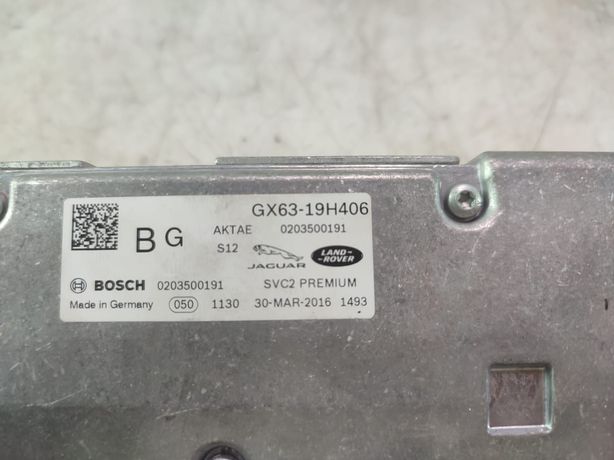 GX63-19H406
B G AKTAE 0203500191
S12 JAGUAR LAND-ROVER
BOSCH 0203500191 SVC2 PREMIUM
Made in Germany 050 1130 30-MAR-2016 1493